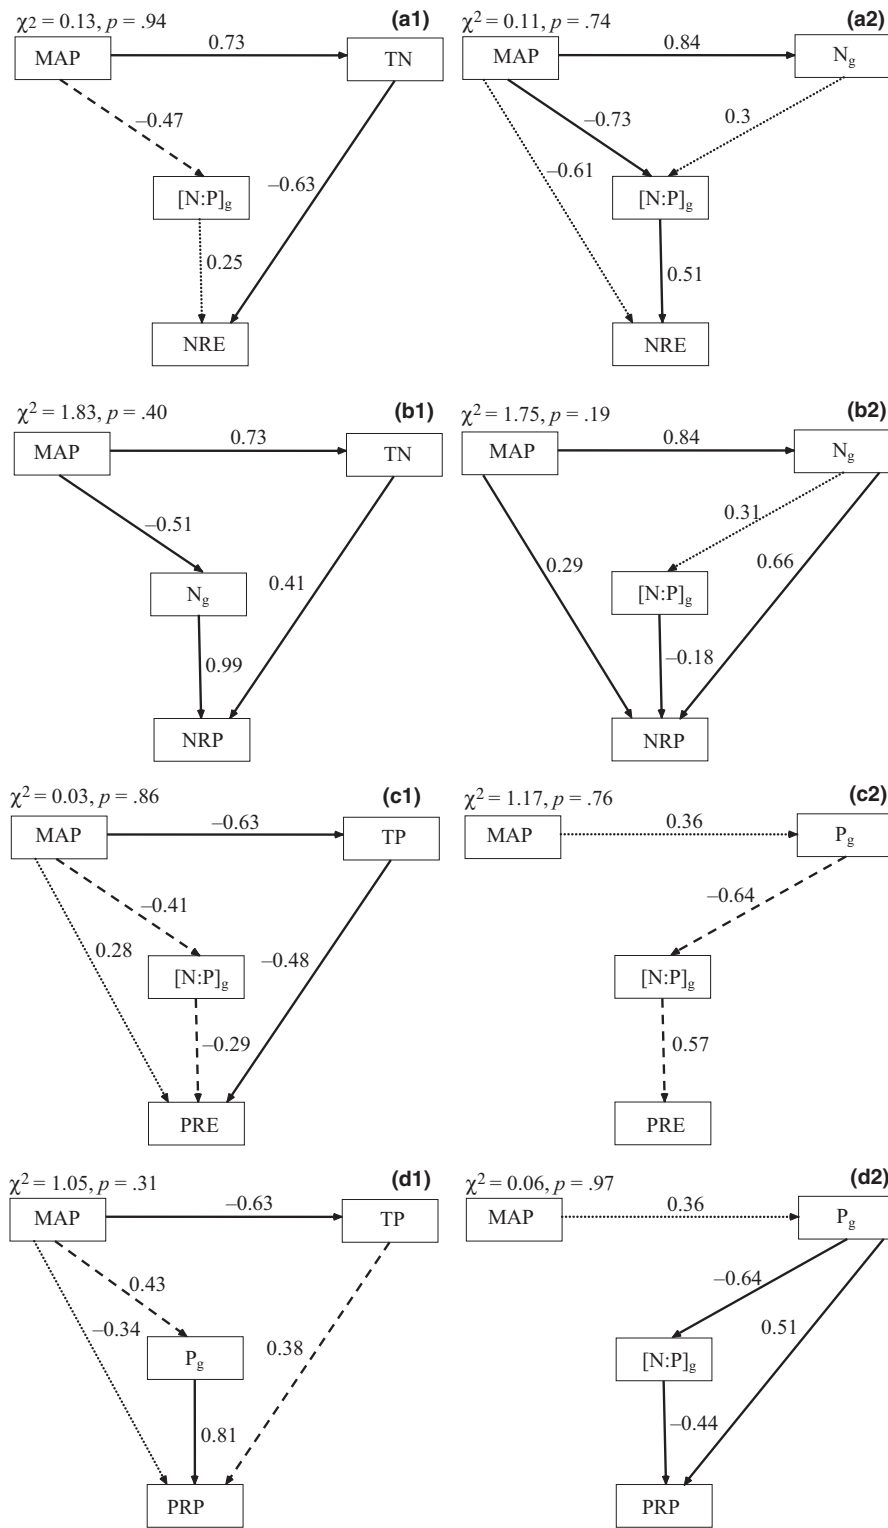 χ2 = 0.13, p = .94 (a1)
MAP 0.73 TN
–0.47
–0.63
[N:P]g
0.25
NRE
χ² = 0.11, p = .74 (a2)
MAP 0.84 Ng
–0.73 0.3
–0.61
[N:P]g
0.51
NRE
χ² = 1.83, p = .40 (b1)
MAP 0.73 TN
–0.51
Ng 0.41
0.99
NRP
χ² = 1.75, p = .19 (b2)
MAP 0.84 Ng
0.31
0.29 0.66
[N:P]g
–0.18
NRP
χ² = 0.03, p = .86 (c1)
MAP –0.63 TP
–0.41
0.28 –0.48
[N:P]g
–0.29
PRE
χ² = 1.17, p = .76 (c2)
MAP 0.36 Pg
–0.64
[N:P]g
0.57
PRE
χ² = 1.05, p = .31 (d1)
MAP –0.63 TP
0.43
–0.34 0.38
Pg
0.81
PRP
χ² = 0.06, p = .97 (d2)
MAP 0.36 Pg
–0.64
0.51
[N:P]g
–0.44
PRP